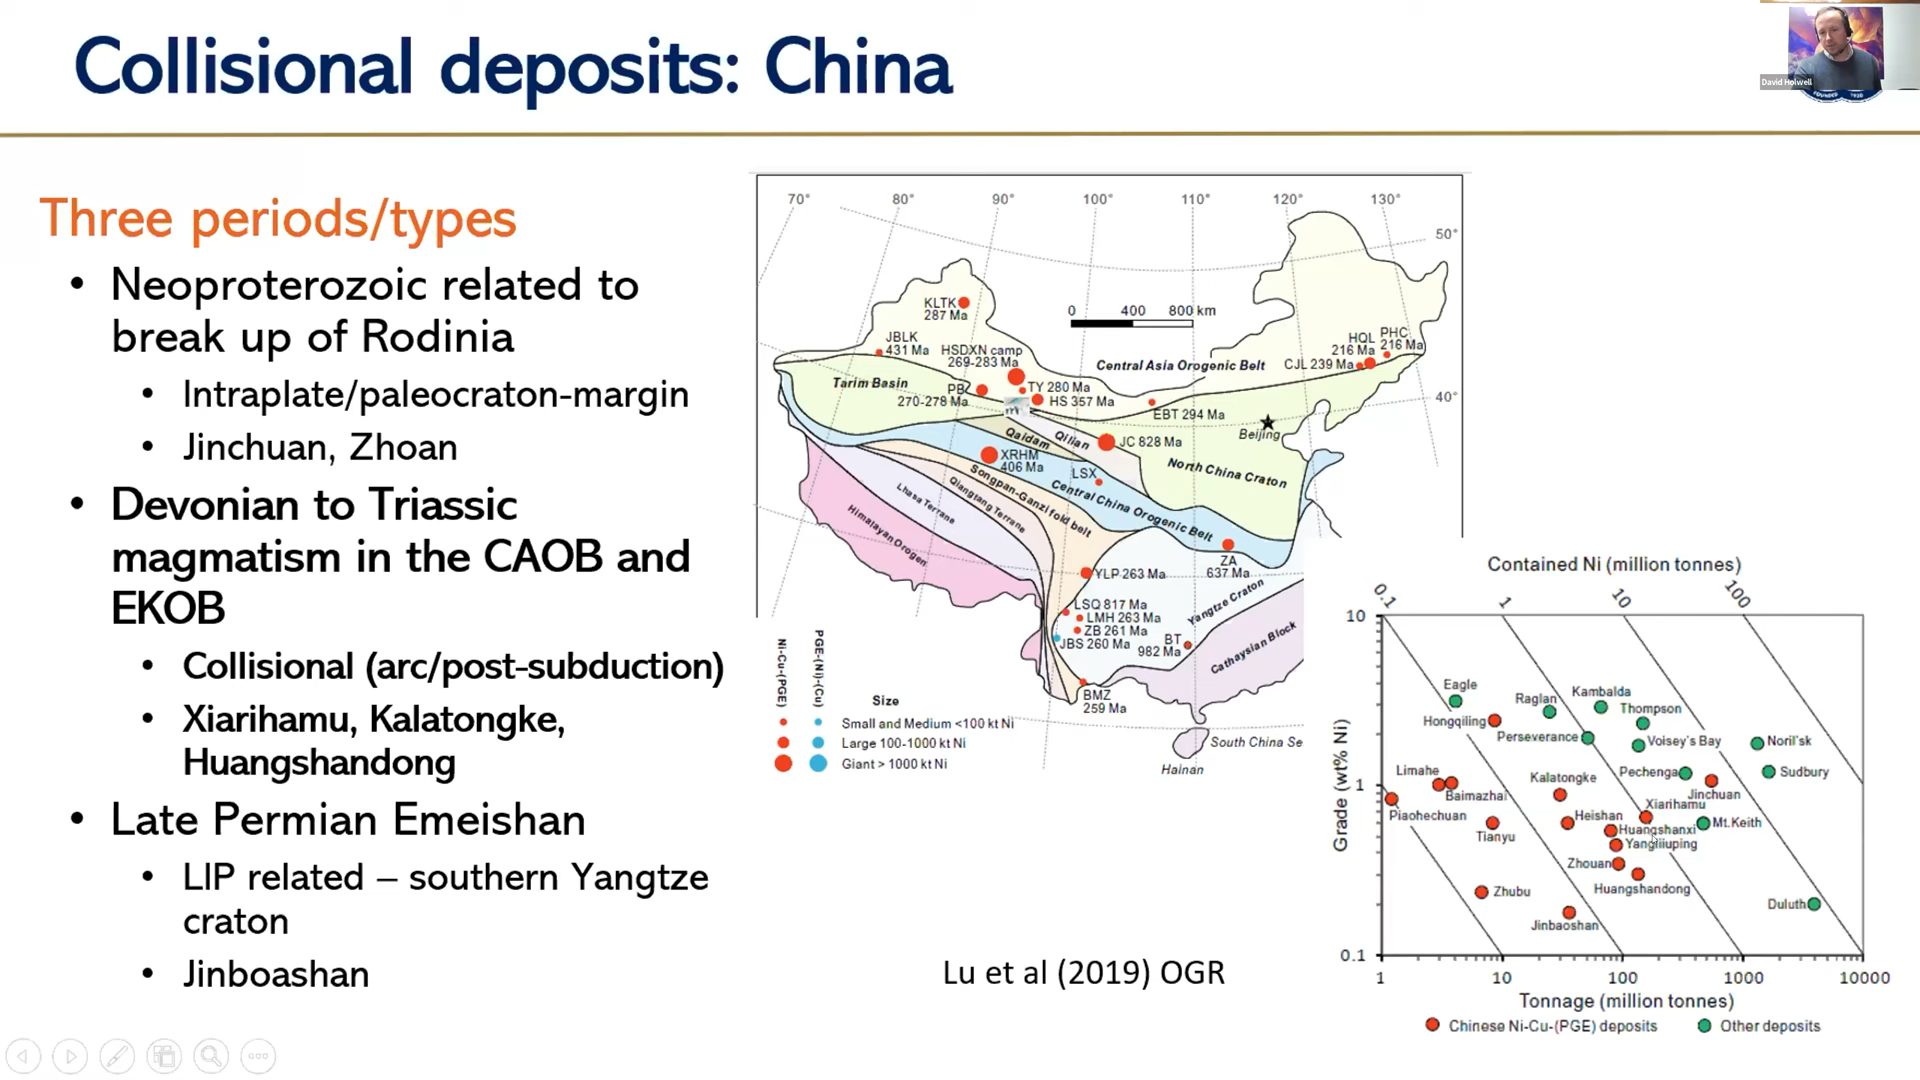 Collisional deposits: China
David Holwell
FOUNDED 1920
Three periods/types
• Neoproterozoic related to
break up of Rodinia
• Intraplate/paleocraton-margin
• Jinchuan, Zhoan
• Devonian to Triassic
magmatism in the CAOB and
EKOB
• Collisional (arc/post-subduction)
• Xiarihamu, Kalatongke,
Huangshandong
• Late Permian Emeishan
• LIP related – southern Yangtze
craton
• Jinboashan
70° 80° 90° 100° 110° 120° 130°
50°
40°
0 400 800 km
KLTK
287 Ma
JBLK
431 Ma
HSDXN camp
269-283 Ma
Central Asia Orogenic Belt
HQL
216 Ma
PHC
216 Ma
CJL 239 Ma
Tarim Basin
PB
270-278 Ma
TY 280 Ma
HS 357 Ma
EBT 294 Ma
Beijing
Qaidam
Qilian
JC 828 Ma
XRHM
406 Ma
LSX
North China Craton
Songpan-Ganzi fold belt
Central China Orogenic Belt
Qiangtang Terrane
Lhasa Terrane
Himalayan Orogen
ZA
637 Ma
YLP 263 Ma
Yangtze Craton
LSQ 817 Ma
LMH 263 Ma
ZB 261 Ma
JBS 260 Ma
BT
982 Ma
Cathaysian Block
BMZ
259 Ma
South China Se
Hainan
Ni-Cu-(PGE)
PGE-(Ni)-(Cu)
Size
Small and Medium <100 kt Ni
Large 100-1000 kt Ni
Giant > 1000 kt Ni
Lu et al (2019) OGR
Contained Ni (million tonnes)
0.1 1 10 100
Grade (wt% Ni)
10
1
0.1
Eagle
Raglan
Kambalda
Hongqiling
Thompson
Perseverance
Voisey's Bay
Noril'sk
Limahe
Kalatongke
Pechenga
Sudbury
Baimazhai
Jinchuan
Xiarihamu
Piaohechuan
Heishan
Mt.Keith
Tianyu
Huangshanxi
Yangliuping
Zhouan
Zhubu
Huangshandong
Duluth
Jinbaoshan
1 10 100 1000 10000
Tonnage (million tonnes)
Chinese Ni-Cu-(PGE) deposits
Other deposits